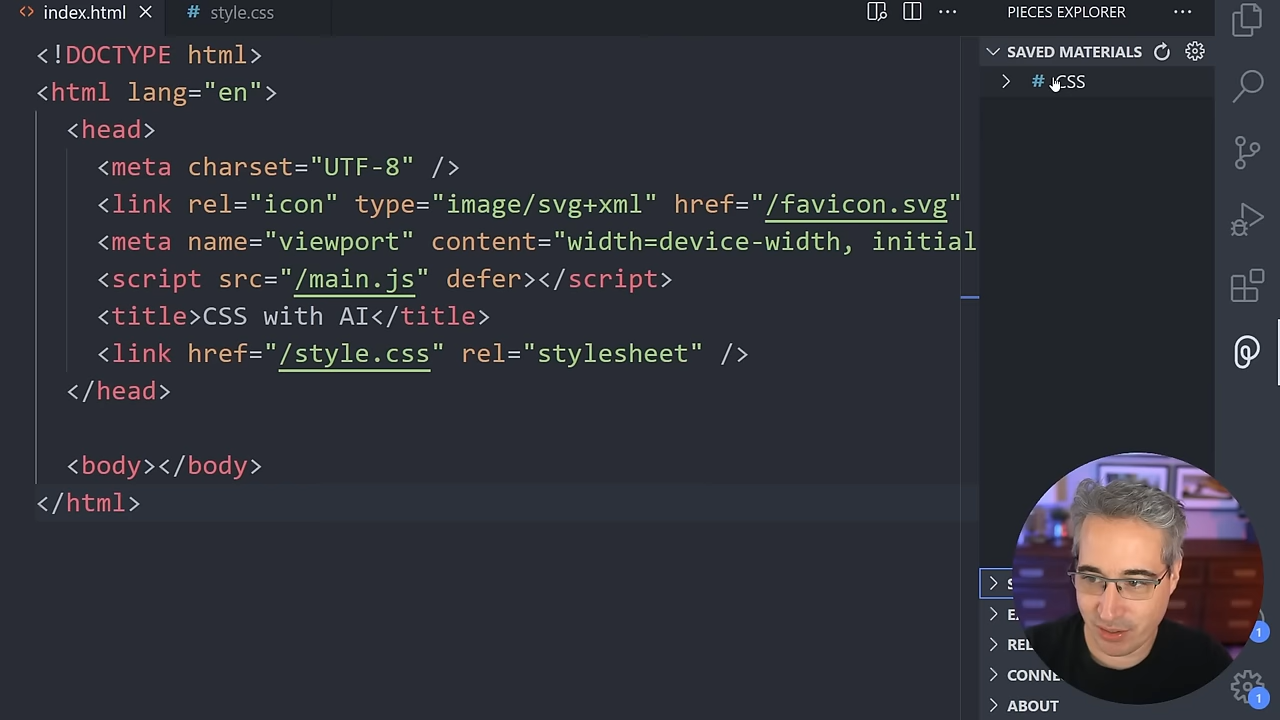 index.html
style.css
PIECES EXPLORER
<!DOCTYPE html>
<html lang="en">
<head>
<meta charset="UTF-8" />
<link rel="icon" type="image/svg+xml" href="/favicon.svg"
<meta name="viewport" content="width=device-width, initial
<script src="/main.js" defer></script>
<title>CSS with AI</title>
<link href="/style.css" rel="stylesheet" />
</head>
<body></body>
</html>
SAVED MATERIALS
# CSS
ABOUT
1
1